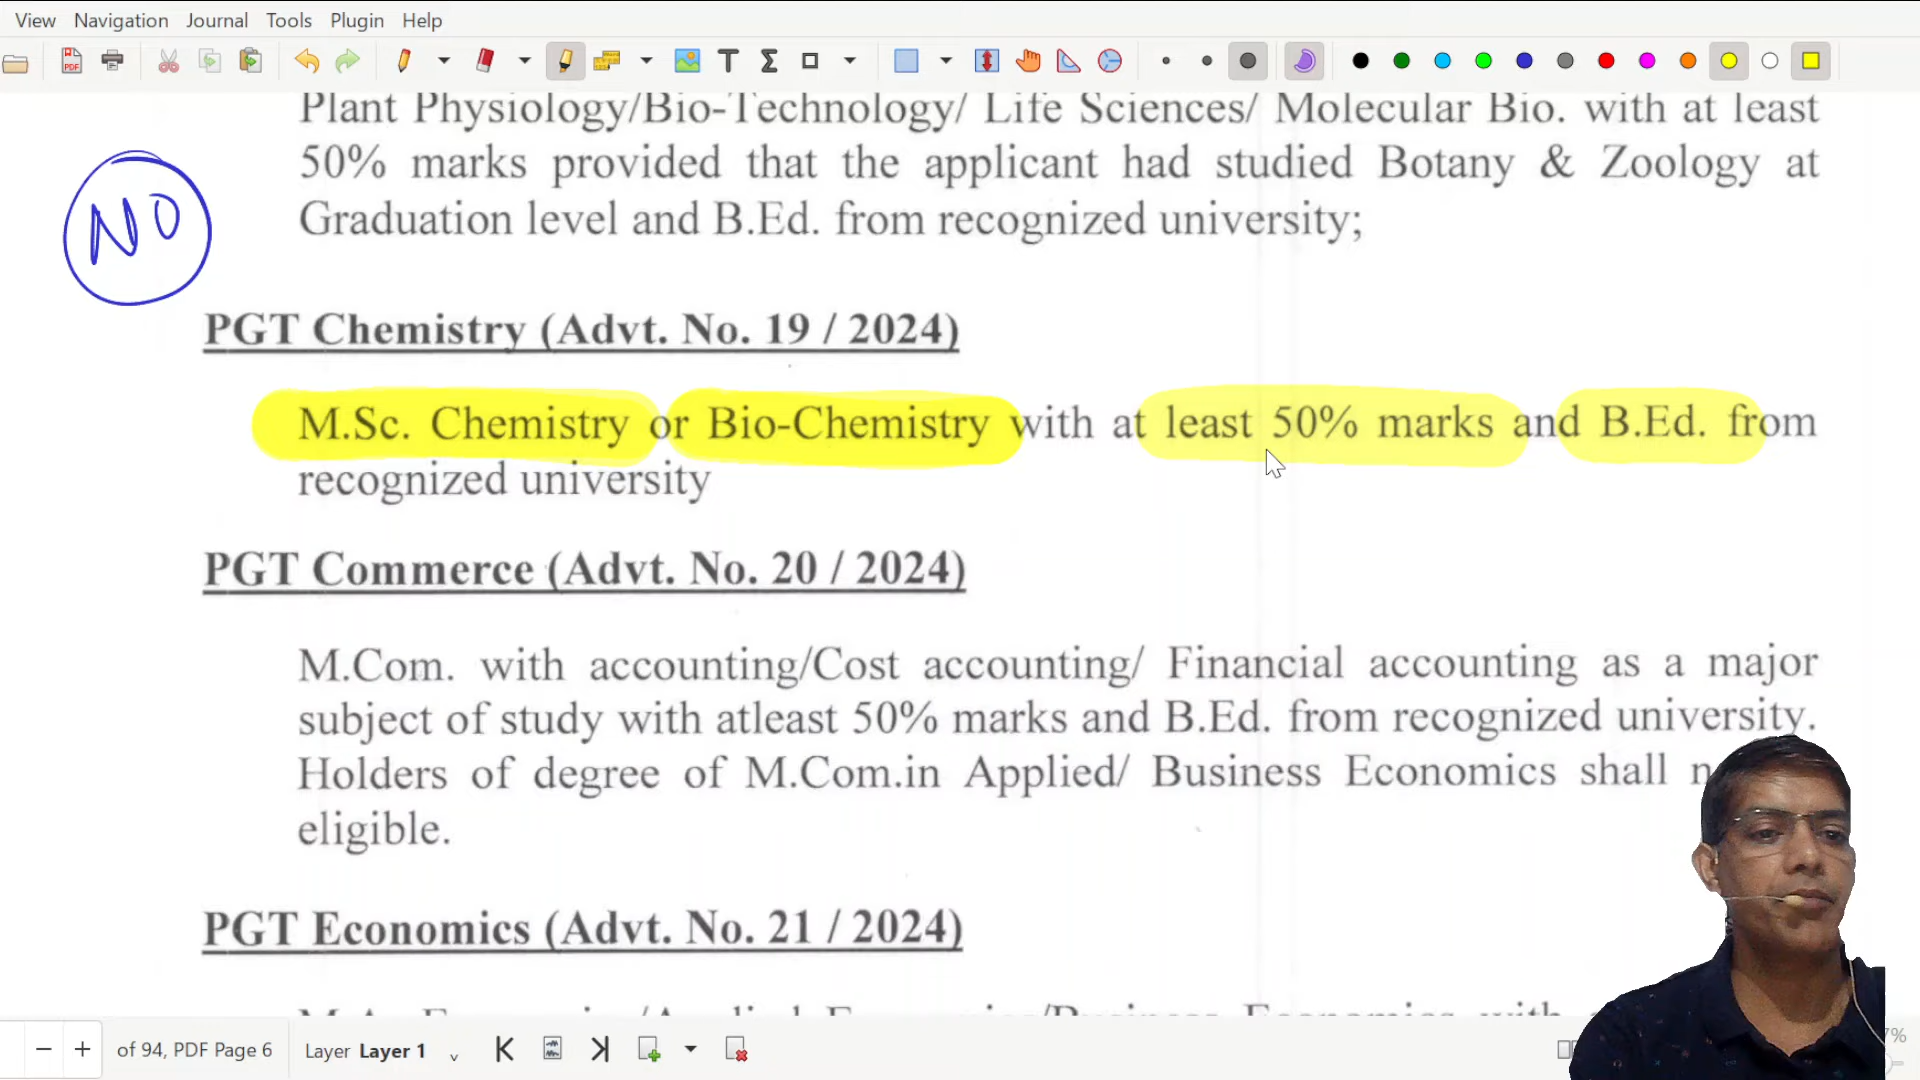 View Navigation Journal Tools Plugin Help
Plant Physiology/Bio-Technology/ Life Sciences/ Molecular Bio. with at least
50% marks provided that the applicant had studied Botany & Zoology at
NO
Graduation level and B.Ed. from recognized university;
PGT Chemistry (Advt. No. 19 / 2024)
M.Sc. Chemistry or Bio-Chemistry with at least 50% marks and B.Ed. from
recognized university
PGT Commerce (Advt. No. 20 / 2024)
M.Com. with accounting/Cost accounting/ Financial accounting as a major
subject of study with atleast 50% marks and B.Ed. from recognized university.
Holders of degree of M.Com.in Applied/ Business Economics shall
eligible.
PGT Economics (Advt. No. 21 / 2024)
of 94, PDF Page 6 Layer Layer 1